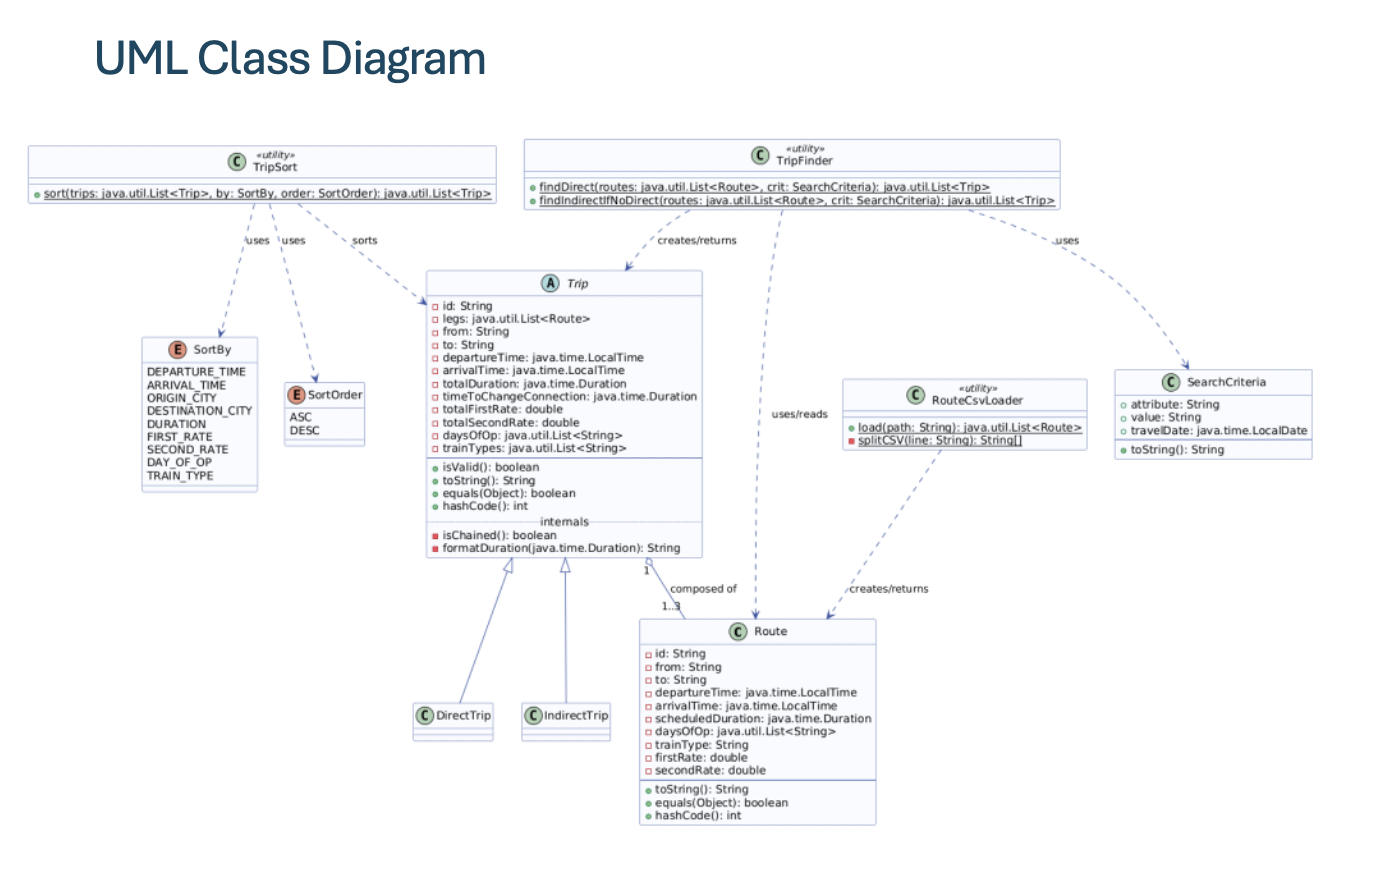 UML Class Diagram
C «utility»
TripSort
sort(trips: java.util.List<Trip>, by: SortBy, order: SortOrder): java.util.List<Trip>
C «utility»
TripFinder
findDirect(routes: java.util.List<Route>, crit: SearchCriteria): java.util.List<Trip>
findIndirectIfNoDirect(routes: java.util.List<Route>, crit: SearchCriteria): java.util.List<Trip>
uses
uses
sorts
creates/returns
uses
A Trip
id: String
legs: java.util.List<Route>
from: String
to: String
departureTime: java.time.LocalTime
arrivalTime: java.time.LocalTime
totalDuration: java.time.Duration
timeToChangeConnection: java.time.Duration
totalFirstRate: double
totalSecondRate: double
daysOfOp: java.util.List<String>
trainTypes: java.util.List<String>
isValid(): boolean
toString(): String
equals(Object): boolean
hashCode(): int
internals
isChained(): boolean
formatDuration(java.time.Duration): String
E SortBy
DEPARTURE_TIME
ARRIVAL_TIME
ORIGIN_CITY
DESTINATION_CITY
DURATION
FIRST_RATE
SECOND_RATE
DAY_OF_OP
TRAIN_TYPE
E SortOrder
ASC
DESC
uses/reads
C «utility»
RouteCsvLoader
load(path: String): java.util.List<Route>
splitCSV(line: String): String[]
C SearchCriteria
attribute: String
value: String
travelDate: java.time.LocalDate
toString(): String
1
composed of
1..3
creates/returns
C DirectTrip
C IndirectTrip
C Route
id: String
from: String
to: String
departureTime: java.time.LocalTime
arrivalTime: java.time.LocalTime
scheduledDuration: java.time.Duration
daysOfOp: java.util.List<String>
trainType: String
firstRate: double
secondRate: double
toString(): String
equals(Object): boolean
hashCode(): int